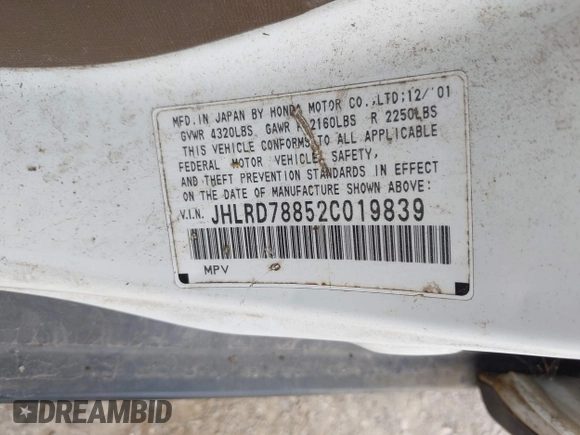 MFD.IN JAPAN BY HONDA MOTOR CO.,LTD;12/'01
GVWR 4320LBS GAWR F 2160LBS R 2250LBS
THIS VEHICLE CONFORMS TO ALL APPLICABLE
FEDERAL MOTOR VEHICLE SAFETY,
AND THEFT PREVENTION STANDARDS IN EFFECT
ON THE DATE OF MANUFACTURE SHOWN ABOVE:
V.I.N. JHLRD78852C019839
MPV
DREAMBID